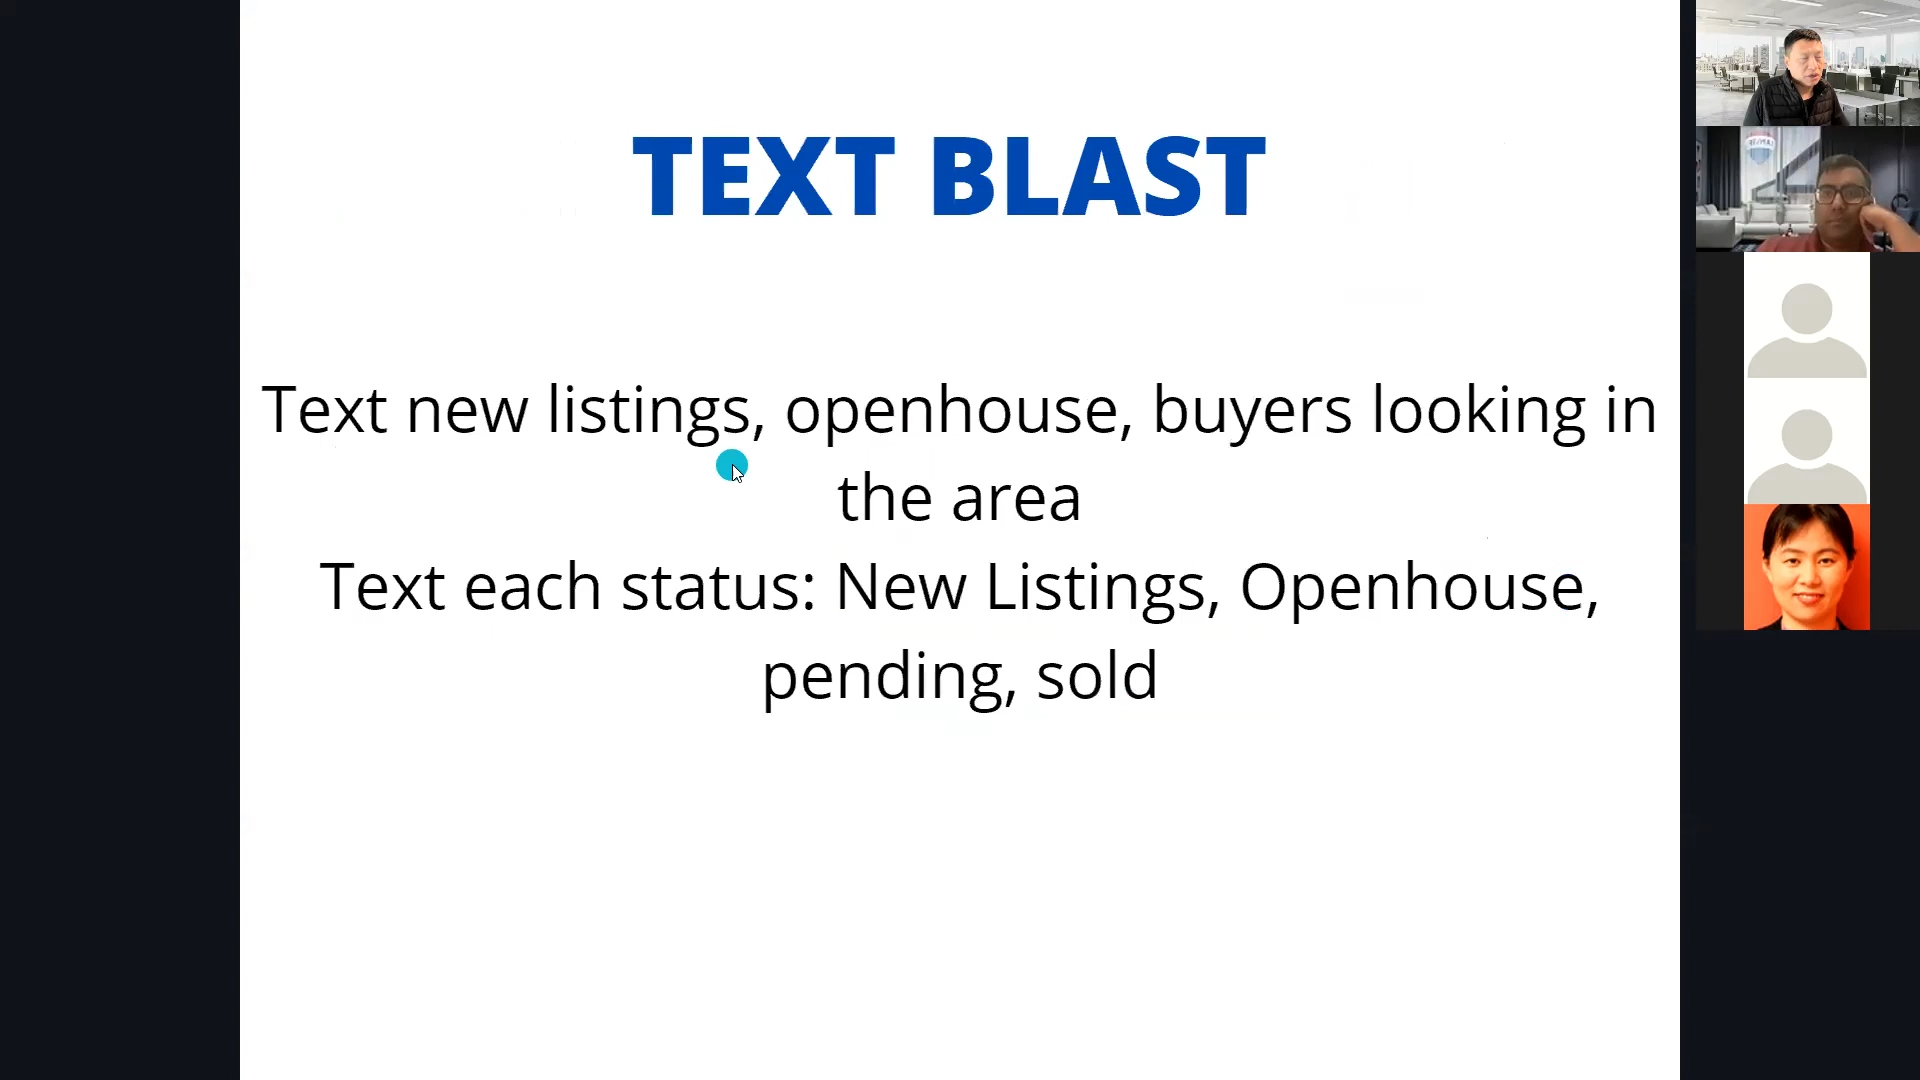 TEXT BLAST
Text new listings, openhouse, buyers looking in
the area
Text each status: New Listings, Openhouse,
pending, sold